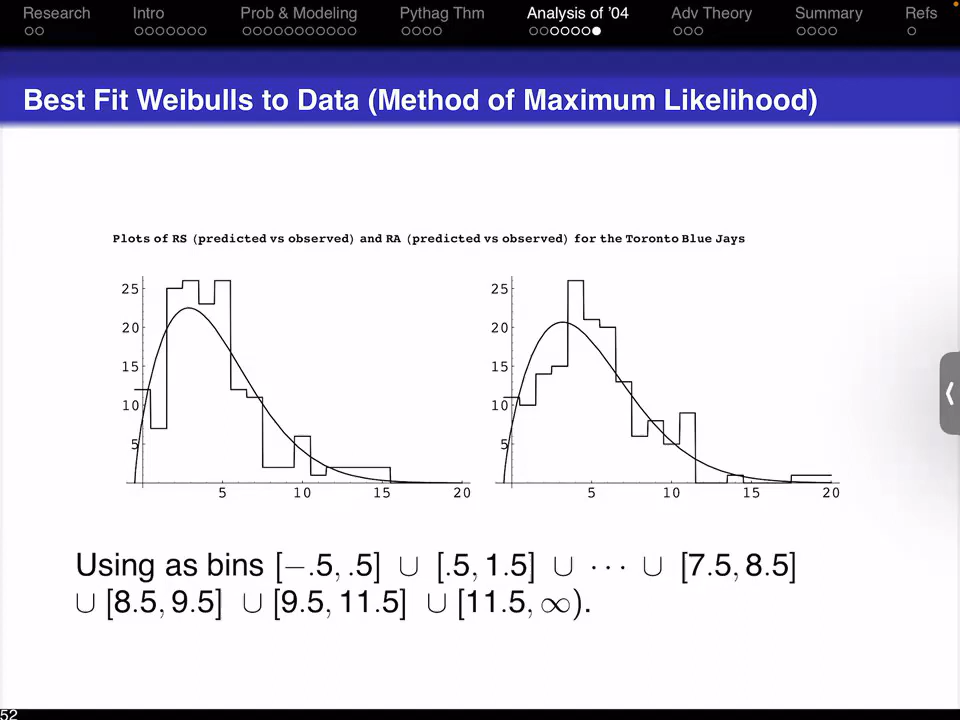 Research Intro Prob & Modeling Pythag Thm Analysis of '04 Adv Theory Summary Refs
Best Fit Weibulls to Data (Method of Maximum Likelihood)
Plots of RS (predicted vs observed) and RA (predicted vs observed) for the Toronto Blue Jays
25 25
20 20
15 15
10 10
5 5
5 10 15 20 5 10 15 20
Using as bins [−.5, .5] ∪ [.5, 1.5] ∪ ⋯ ∪ [7.5, 8.5]
∪ [8.5, 9.5] ∪ [9.5, 11.5] ∪ [11.5, ∞).
52